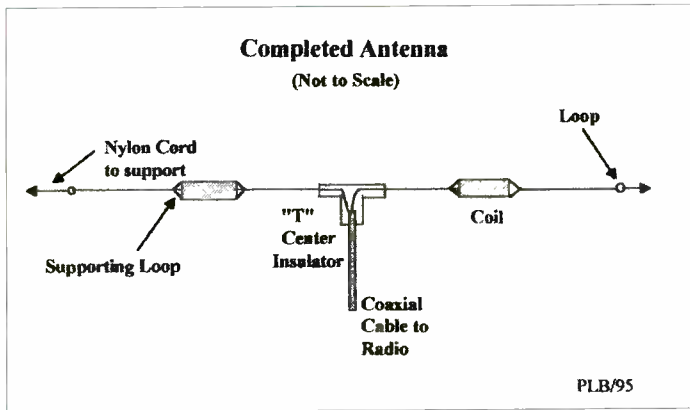 Completed Antenna
(Not to Scale)
Loop
Nylon Cord
to support
"T"
Center
Insulator
Coil
Supporting Loop
Coaxial
Cable to
Radio
PLB/95